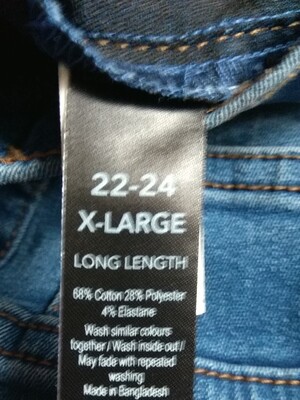 22-24
X-LARGE
LONG LENGTH
68% Cotton 28% Polyester
4% Elastane
Wash similar colours
together / Wash inside out /
May fade with repeated
washing
Made in Bangladesh